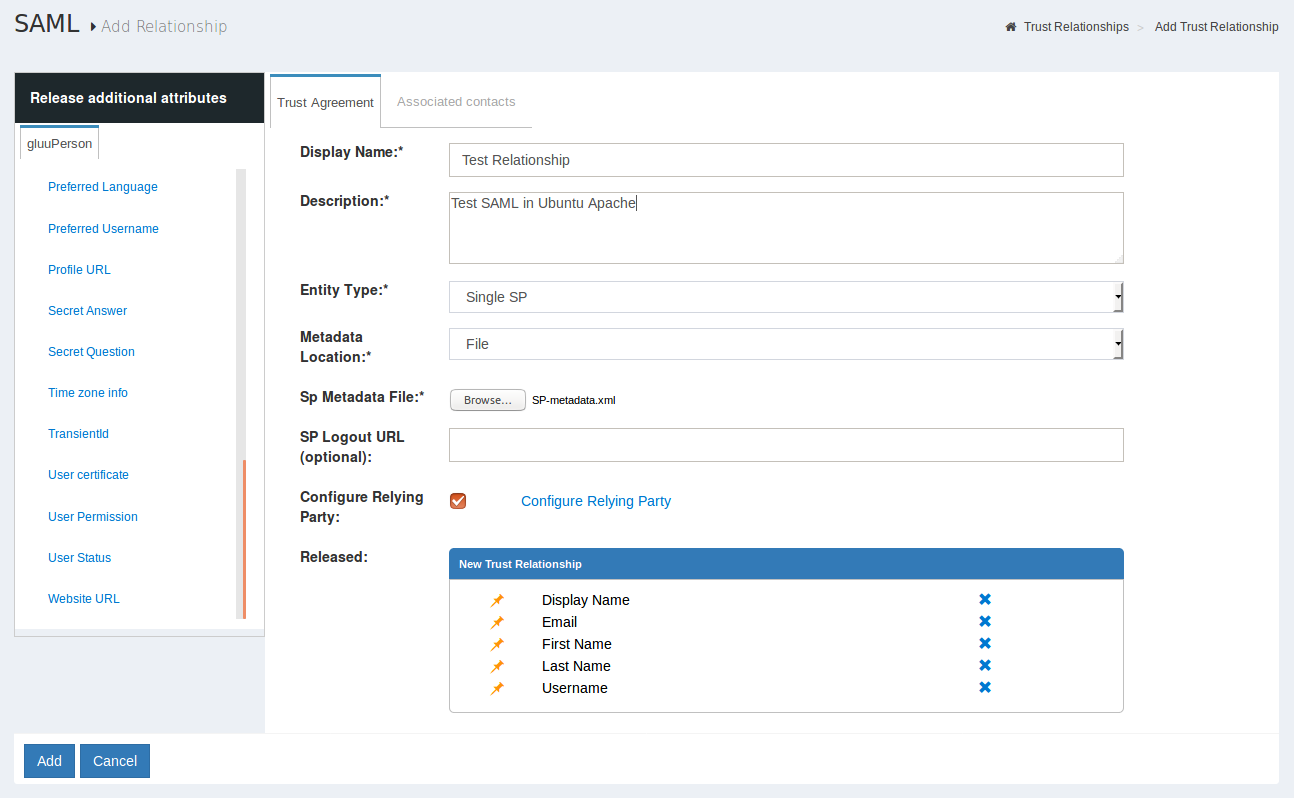 SAML Add Relationship
Trust Relationships > Add Trust Relationship
Release additional attributes
gluuPerson
Preferred Language
Preferred Username
Profile URL
Secret Answer
Secret Question
Time zone info
TransientId
User certificate
User Permission
User Status
Website URL
Trust Agreement
Associated contacts
Display Name:*
Test Relationship
Description:*
Test SAML in Ubuntu Apache
Entity Type:*
Single SP
Metadata
Location:*
File
Sp Metadata File:*
Browse... SP-metadata.xml
SP Logout URL
(optional):
Configure Relying
Party:
Configure Relying Party
Released:
New Trust Relationship
Display Name
Email
First Name
Last Name
Username
Add
Cancel